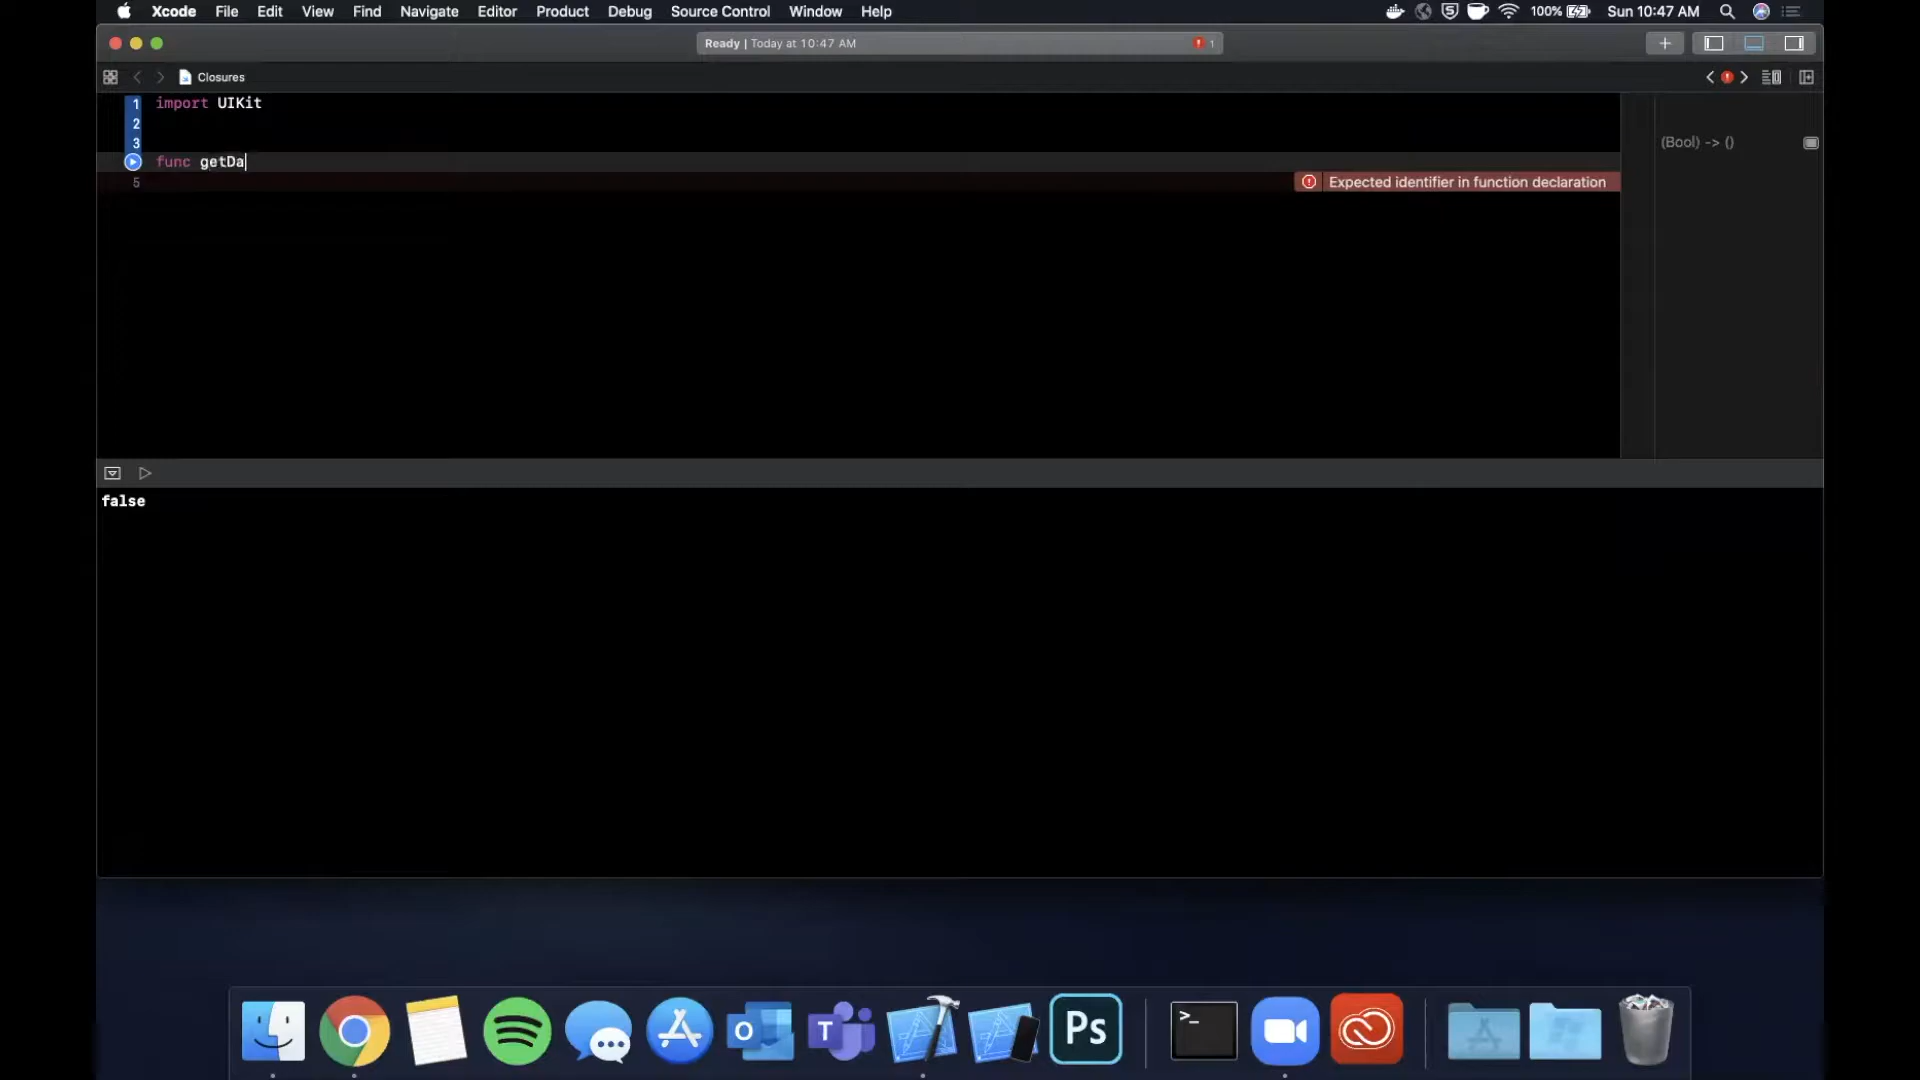 Xcode File Edit View Find Navigate Editor Product Debug Source Control Window Help 100% Sun 10:47 AM
Ready | Today at 10:47 AM 1
Closures
1 import UIKit
2
3 (Bool) -> ()
func getDa
5 Expected identifier in function declaration
false
O T Ps >_